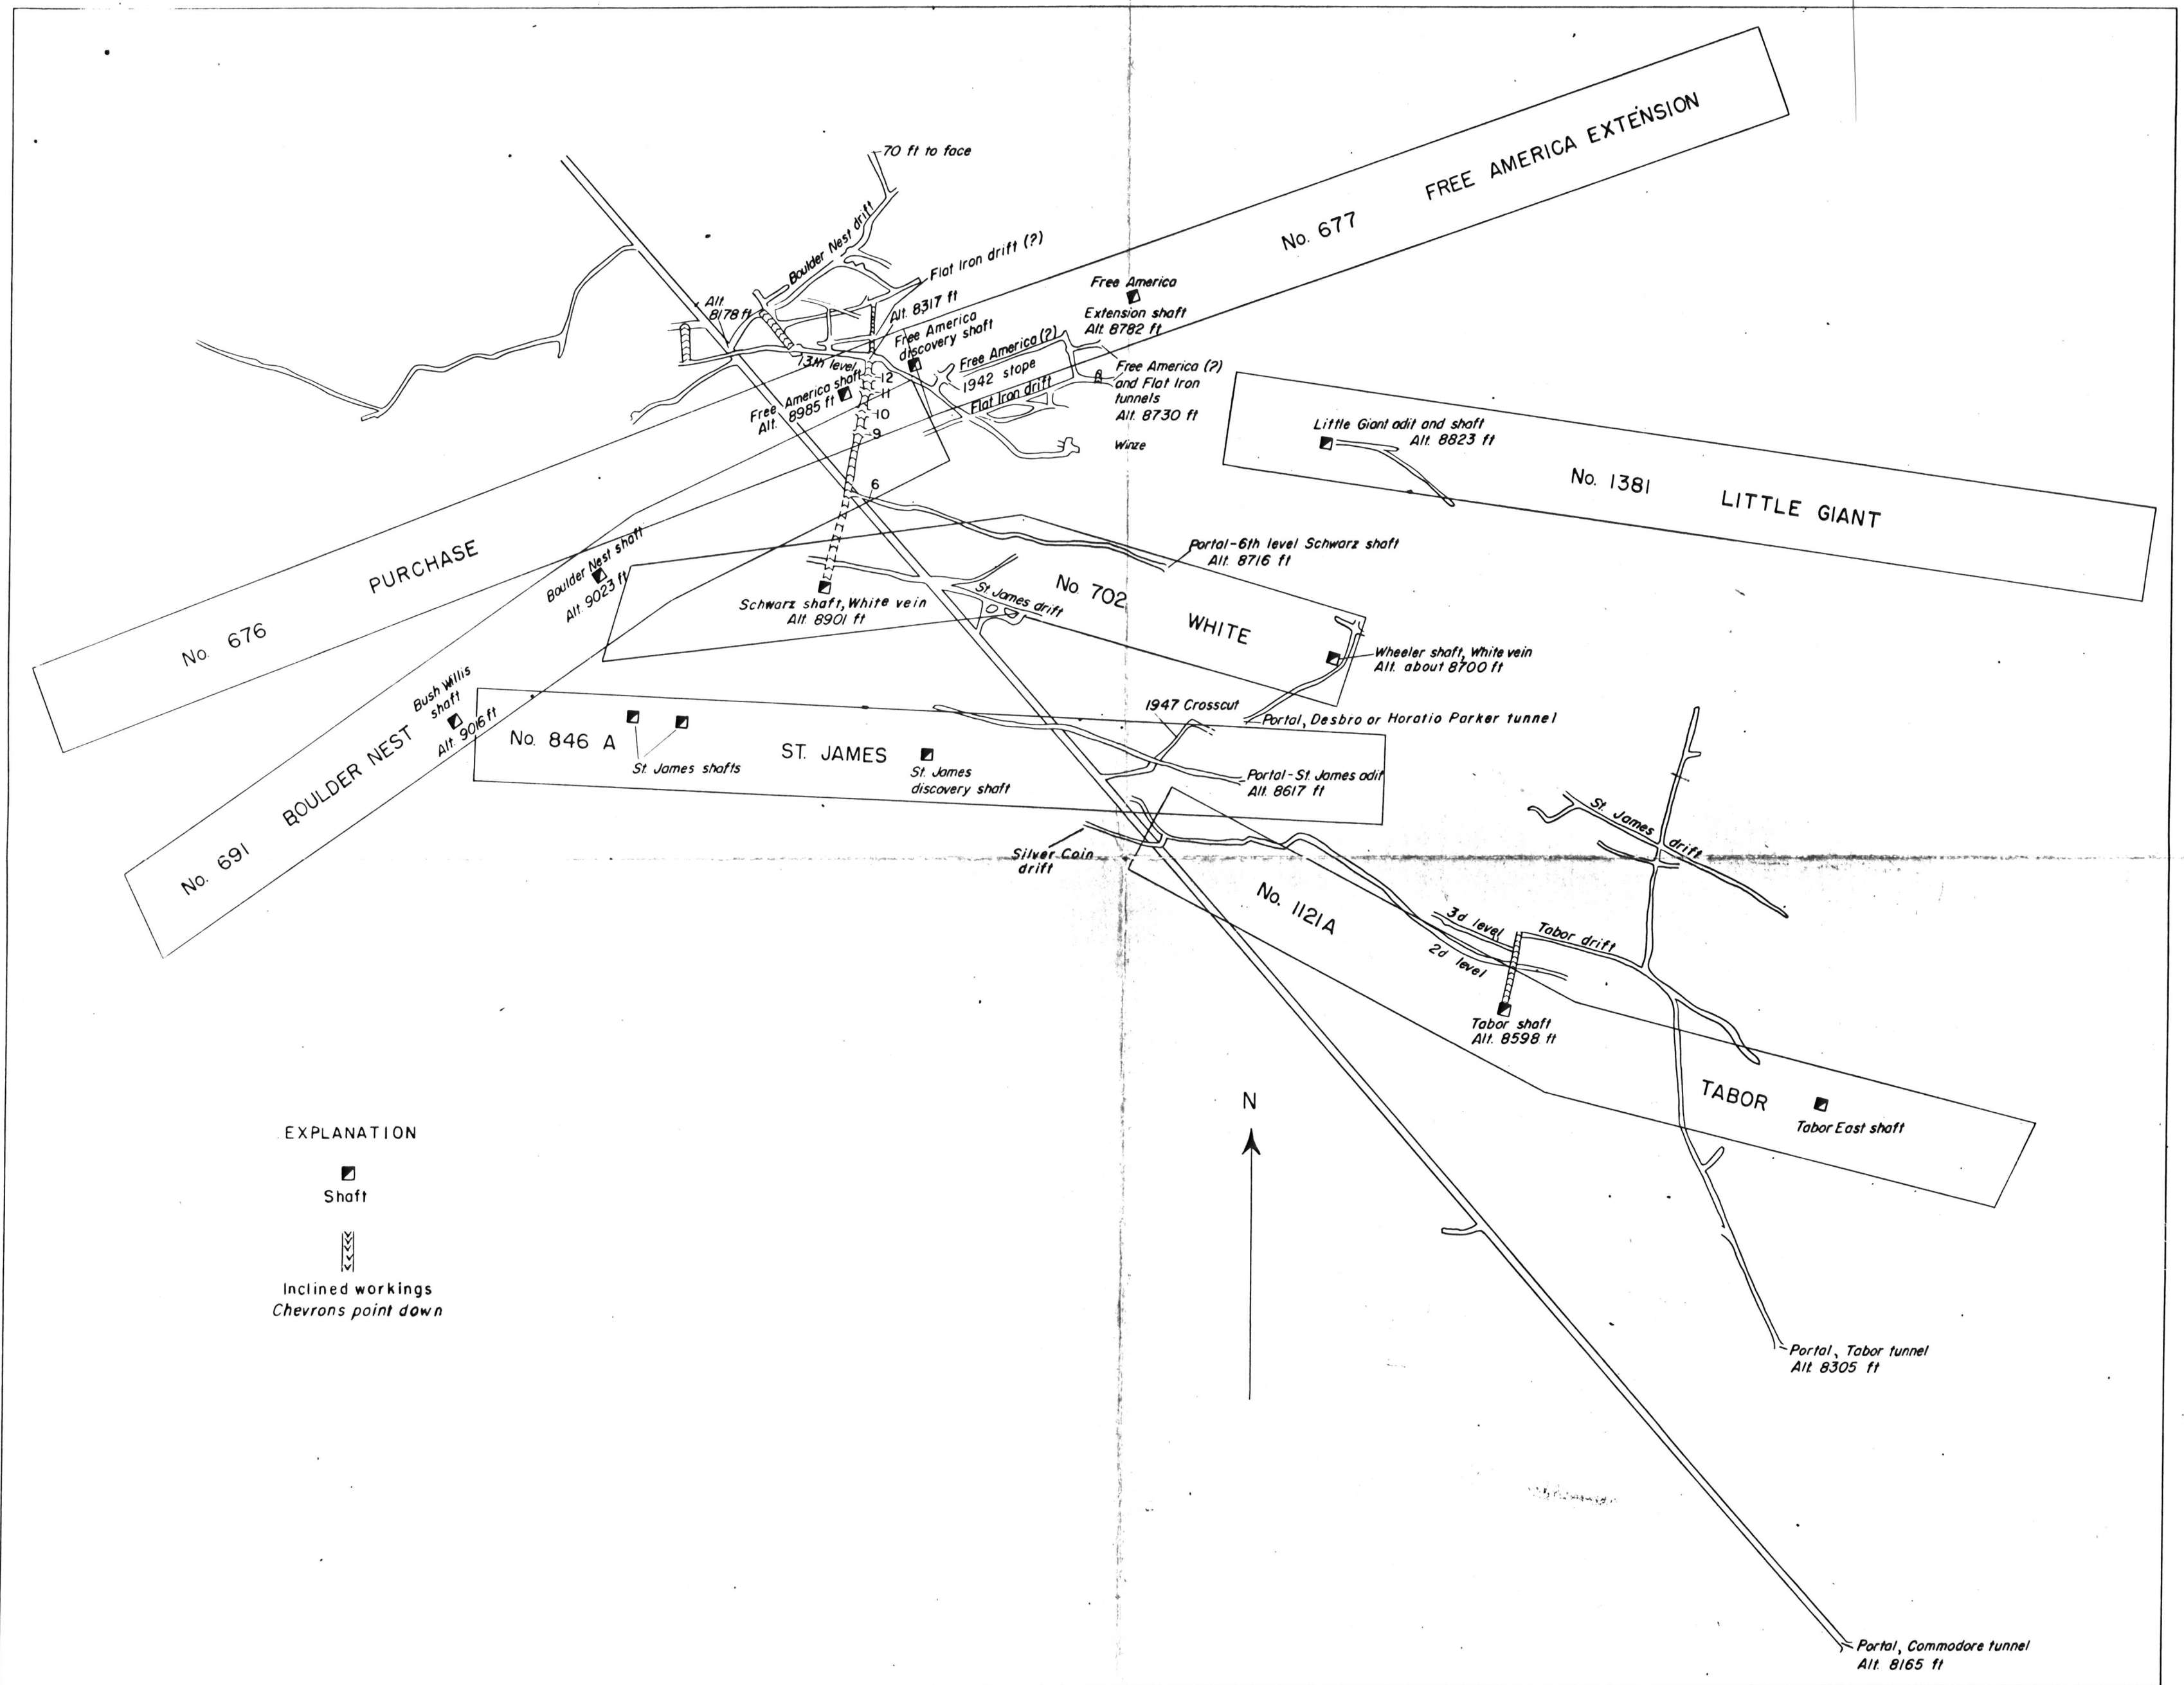 70 ft to face
Boulder Nest drift
Flat Iron drift (?)
FREE AMERICA EXTENSION
No. 677
Alt.
8178 ft
Alt. 8317 ft
Free America
discovery shaft
Free America
Extension shaft
Alt. 8782 ft
13th level
12
11
10
9
6
Free America (?)
1942 stope
Flat Iron drift
Free America (?)
and Flat Iron
tunnels
Alt. 8730 ft
Winze
Free America shaft
Alt. 8985 ft
Little Giant adit and shaft
Alt. 8823 ft
No. 1381
LITTLE GIANT
PURCHASE
No. 676
Boulder Nest shaft
Alt. 9023 ft
Portal-6th level Schwarz shaft
Alt. 8716 ft
Schwarz shaft, White vein
Alt. 8901 ft
St. James drift
No. 702
WHITE
Wheeler shaft, White vein
Alt. about 8700 ft
Bush Willis
shaft
Alt. 9016 ft
BOULDER NEST
No. 691
1947 Crosscut
Portal, Desbro or Horatio Parker tunnel
No. 846 A
ST. JAMES
St. James shafts
St. James
discovery shaft
Portal-St. James adit
Alt. 8617 ft
Silver Coin
drift
St. James drift
No. 1121A
3d level
2d level
Tabor drift
Tabor shaft
Alt. 8598 ft
TABOR
Tabor East shaft
EXPLANATION
Shaft
Inclined workings
Chevrons point down
N
Portal, Tabor tunnel
Alt. 8305 ft
Portal, Commodore tunnel
Alt. 8165 ft